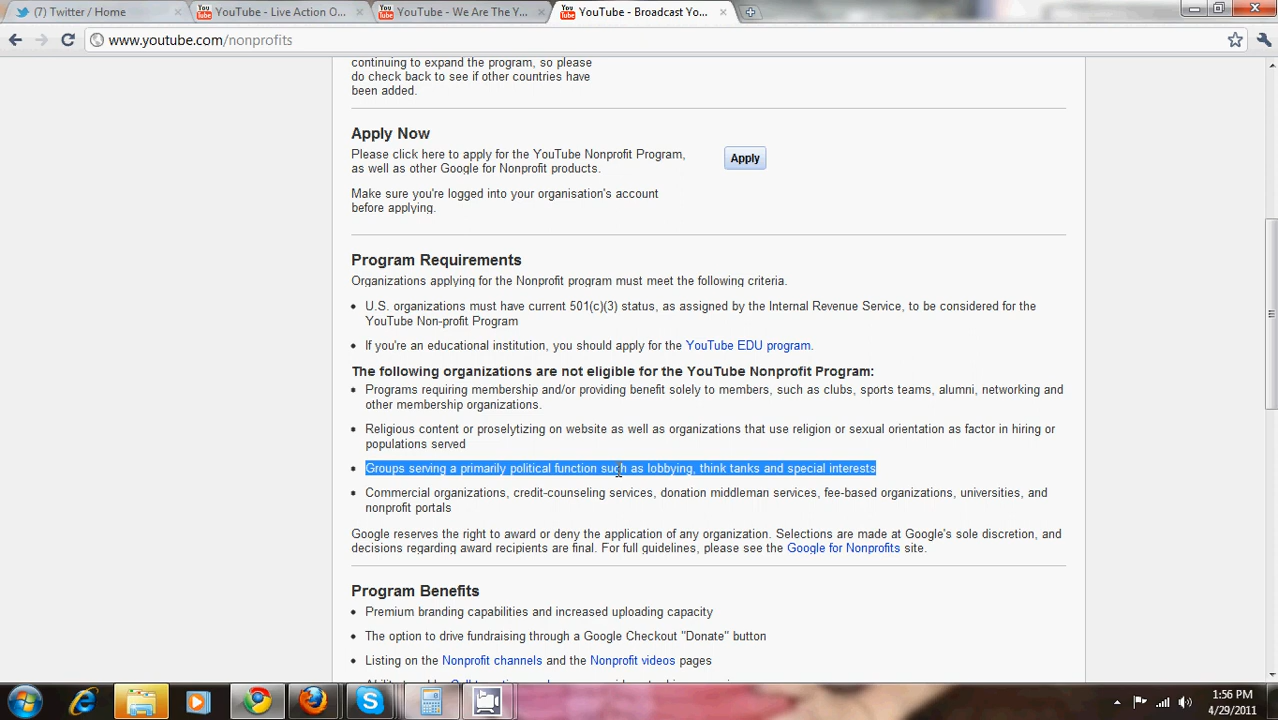 (7) Twitter / Home
YouTube - Live Action O...
YouTube - We Are The Y...
YouTube - Broadcast Yo...
www.youtube.com/nonprofits
continuing to expand the program, so please
do check back to see if other countries have
been added.
Apply Now
Please click here to apply for the YouTube Nonprofit Program,
as well as other Google for Nonprofit products.
Apply
Make sure you're logged into your organisation's account
before applying.
Program Requirements
Organizations applying for the Nonprofit program must meet the following criteria.
U.S. organizations must have current 501(c)(3) status, as assigned by the Internal Revenue Service, to be considered for the
YouTube Non-profit Program
If you're an educational institution, you should apply for the YouTube EDU program.
The following organizations are not eligible for the YouTube Nonprofit Program:
Programs requiring membership and/or providing benefit solely to members, such as clubs, sports teams, alumni, networking and
other membership organizations.
Religious content or proselytizing on website as well as organizations that use religion or sexual orientation as factor in hiring or
populations served
Groups serving a primarily political function such as lobbying, think tanks and special interests
Commercial organizations, credit-counseling services, donation middleman services, fee-based organizations, universities, and
nonprofit portals
Google reserves the right to award or deny the application of any organization. Selections are made at Google's sole discretion, and
decisions regarding award recipients are final. For full guidelines, please see the Google for Nonprofits site.
Program Benefits
Premium branding capabilities and increased uploading capacity
The option to drive fundraising through a Google Checkout "Donate" button
Listing on the Nonprofit channels and the Nonprofit videos pages
1:56 PM
4/29/2011